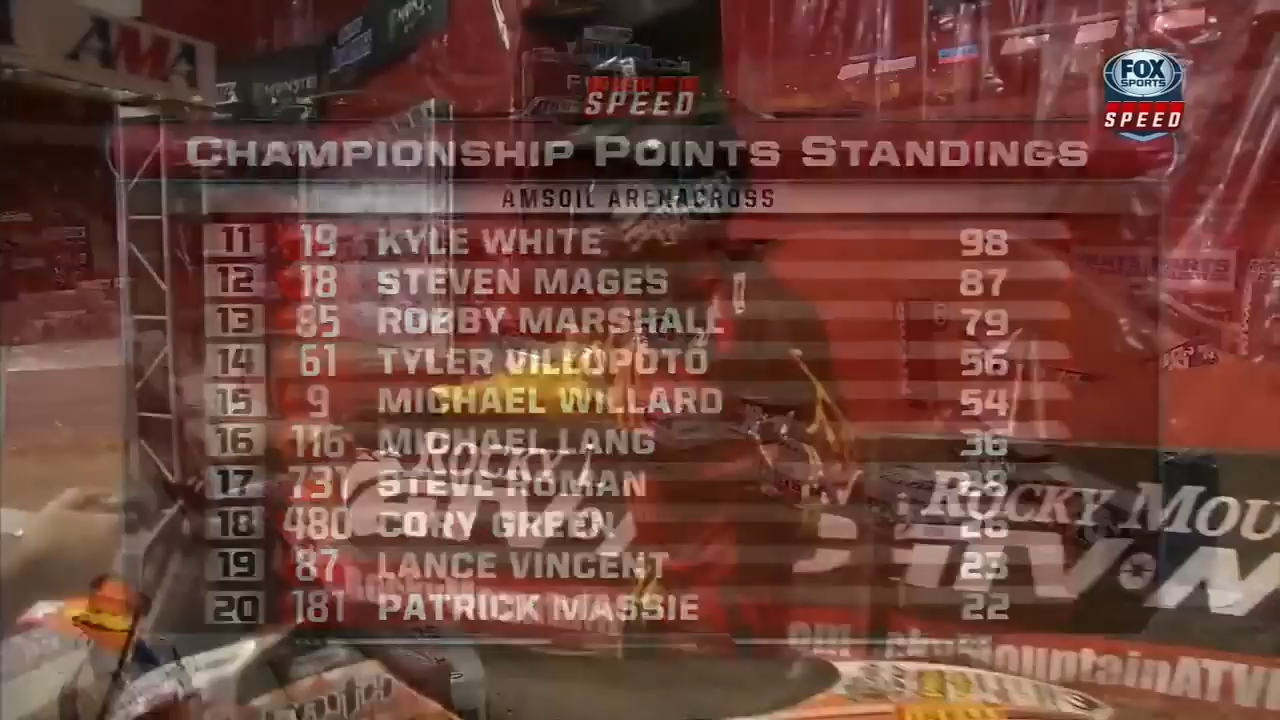 AMA
FOX
SPORTS
SPEED
SPEED
CHAMPIONSHIP POINTS STANDINGS
AMSOIL ARENACROSS
11 19 KYLE WHITE 98
12 18 STEVEN MAGES 87
13 85 ROBBY MARSHALL 79
14 61 TYLER VILLOPOTO 56
15 9 MICHAEL WILLARD 54
16 116 MICHAEL LANG 36
17 731 STEVE ROMAN
18 480 CORY GREEN 26
19 87 LANCE VINCENT 23
20 181 PATRICK MASSIE 22
ROCKY
ROCKY MOU